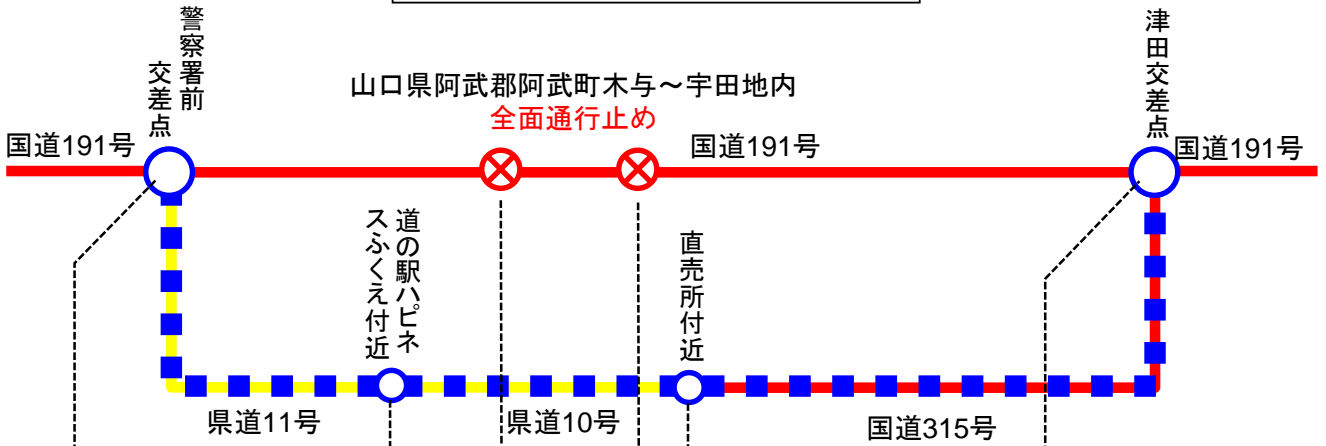 警察署前
交差点
山口県阿武郡阿武町木与～宇田地内
全面通行止め
津田交差点
国道191号
国道191号
国道191号
道の駅ハピネ
スふくえ付近
直売所付近
県道11号
県道10号
国道315号